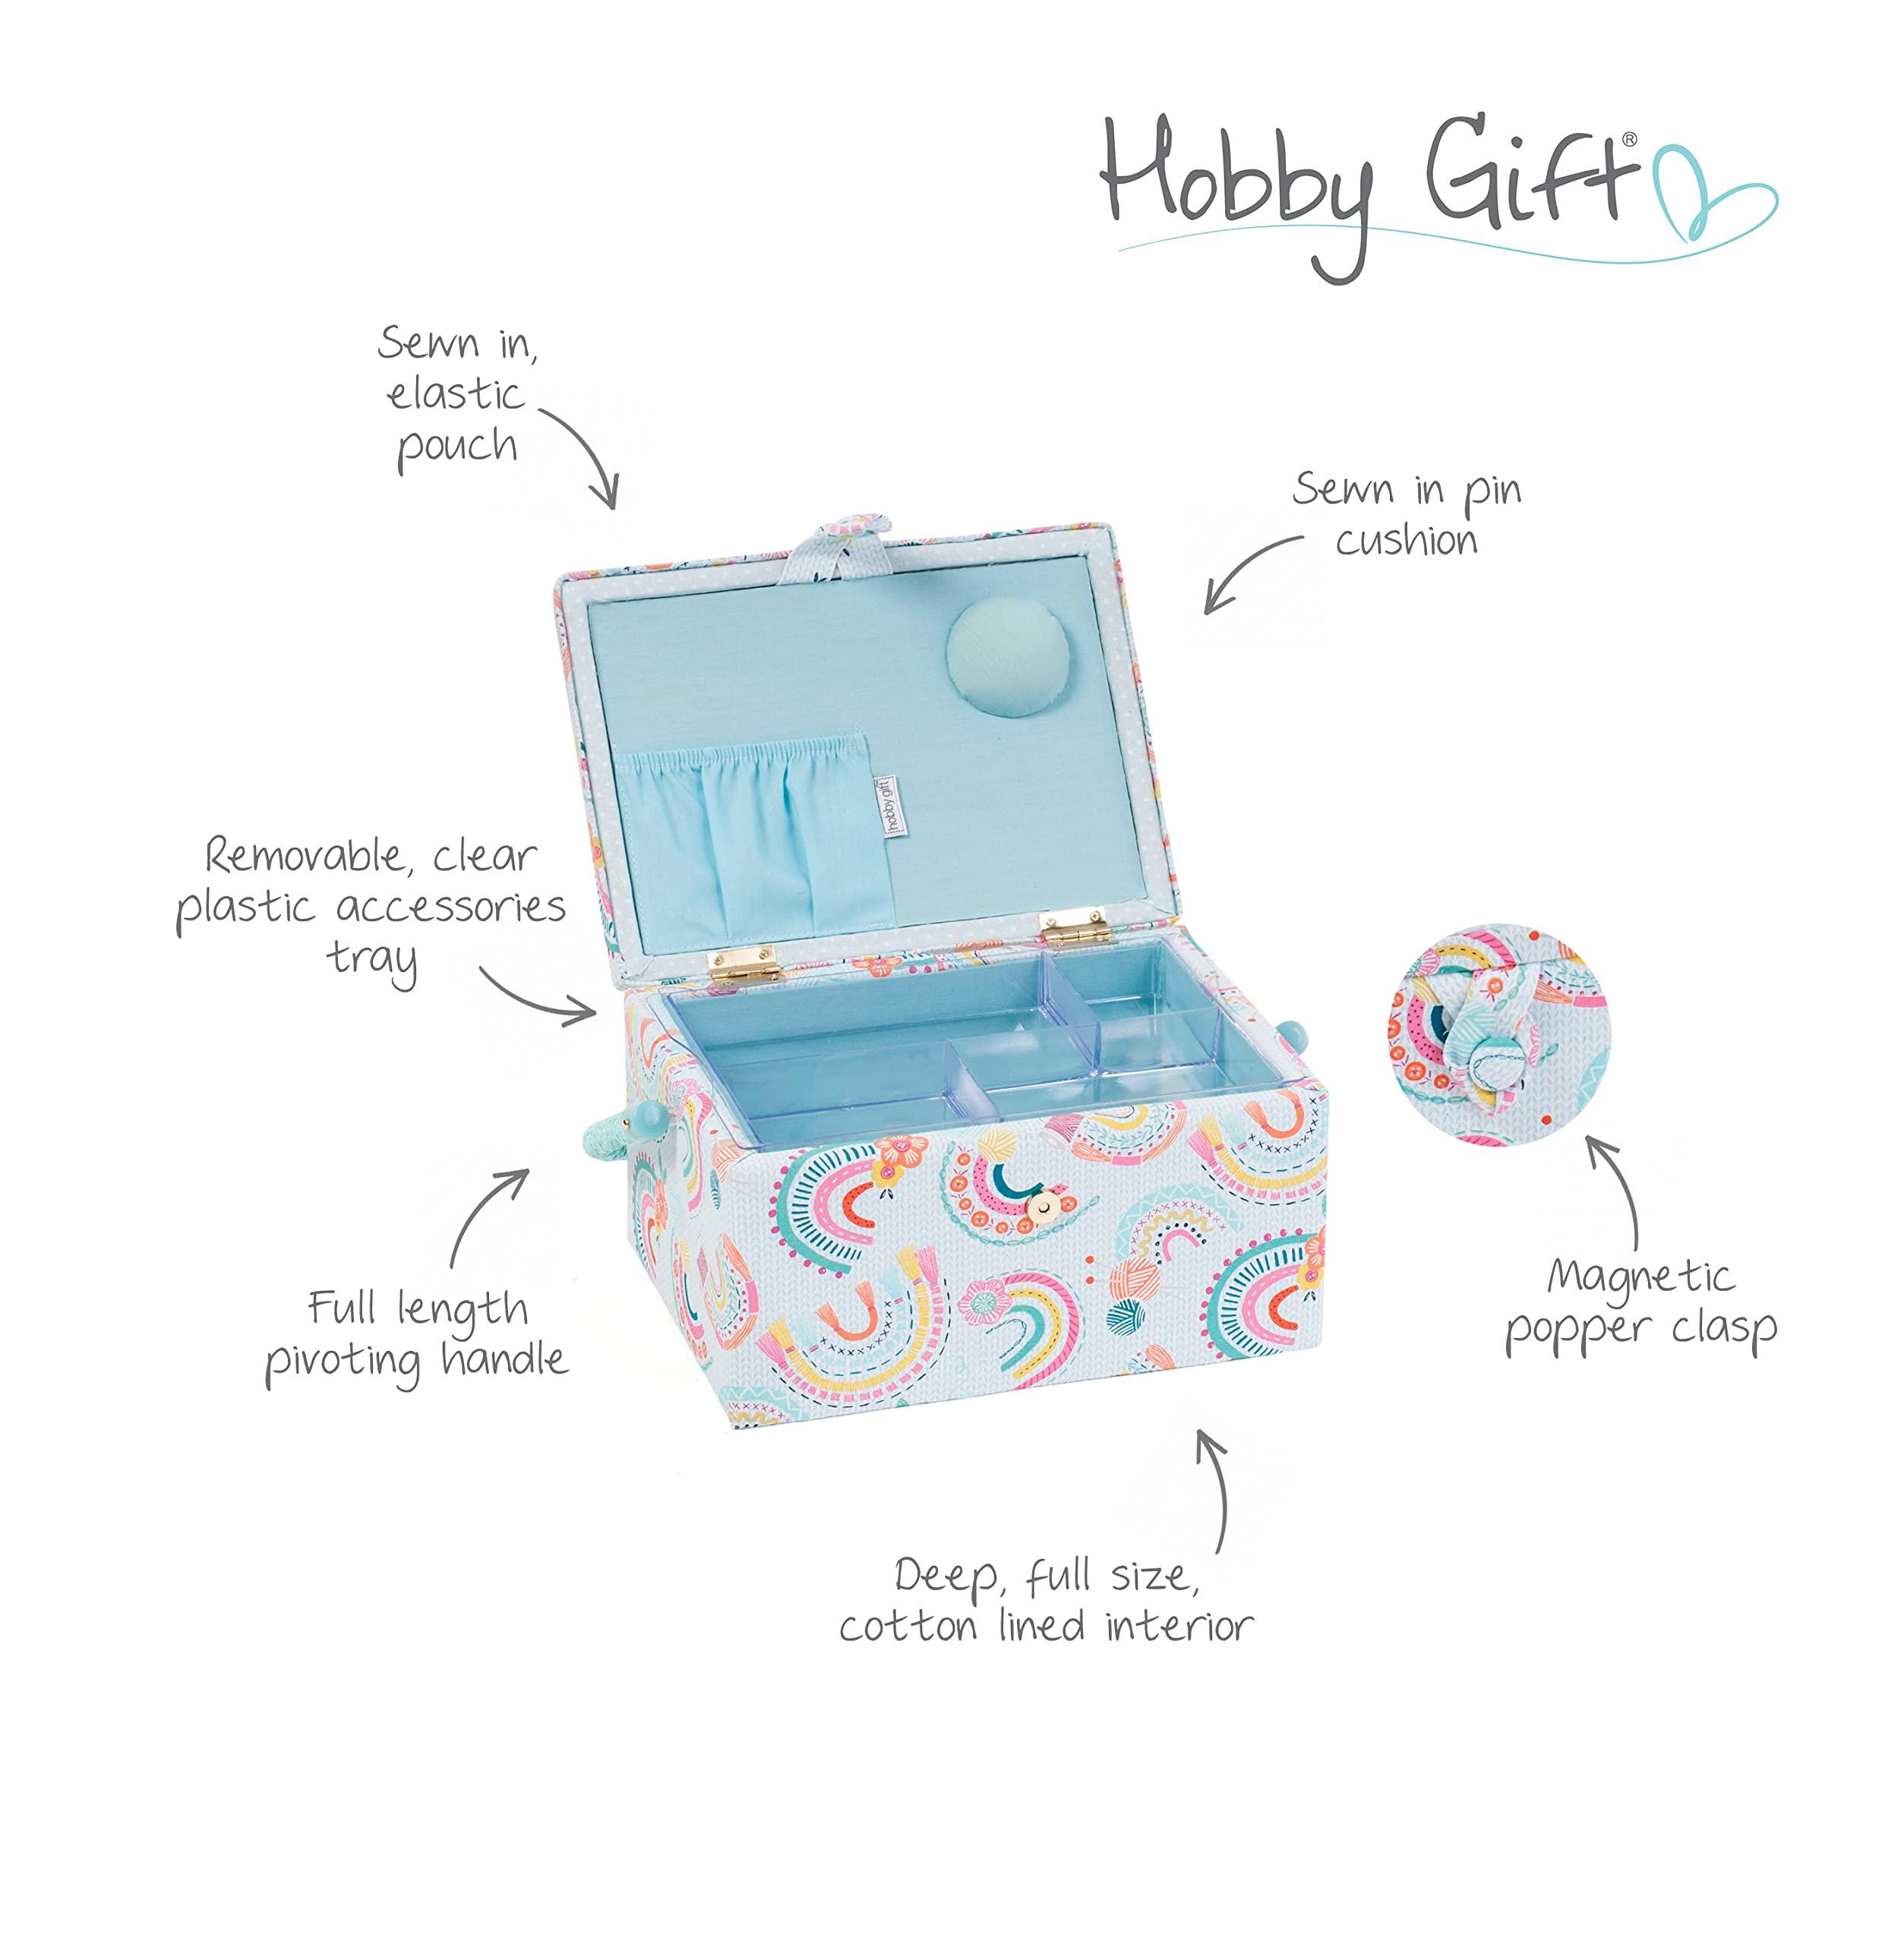 Hobby Gift®
Sewn in,
elastic
pouch
Sewn in pin
cushion
hobby gift
Removable, clear
plastic accessories
tray
Full length
pivoting handle
Magnetic
popper clasp
Deep, full size,
cotton lined interior